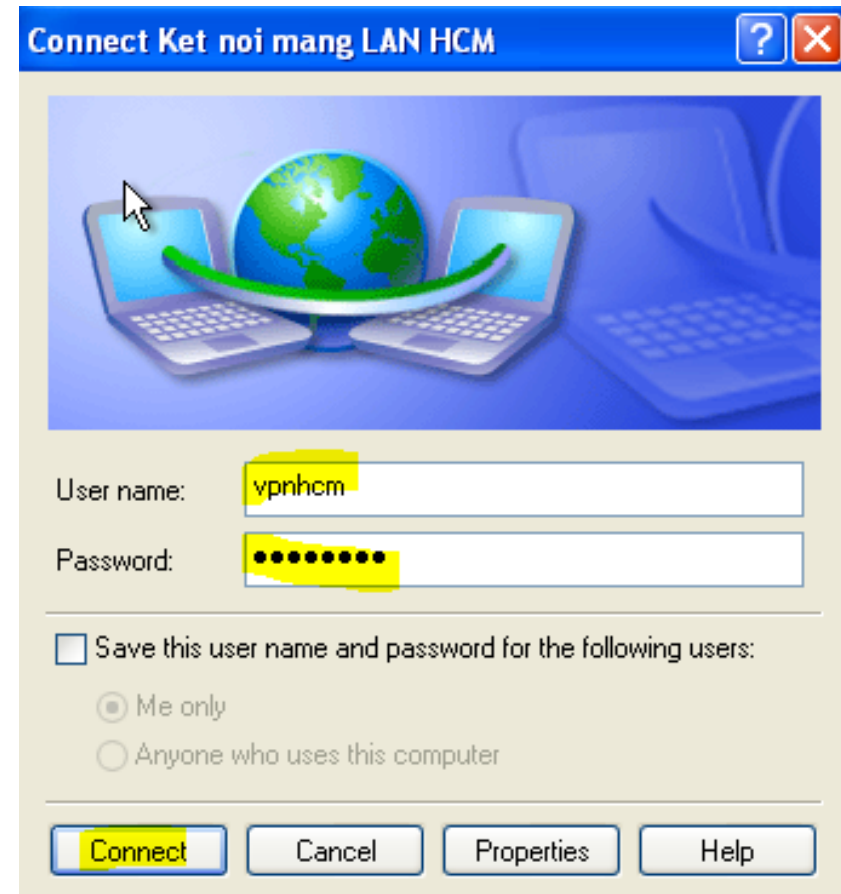 Connect Ket noi mang LAN HCM
User name: vpnhcm
Password: ●●●●●●●●
Save this user name and password for the following users:
Me only
Anyone who uses this computer
Connect Cancel Properties Help